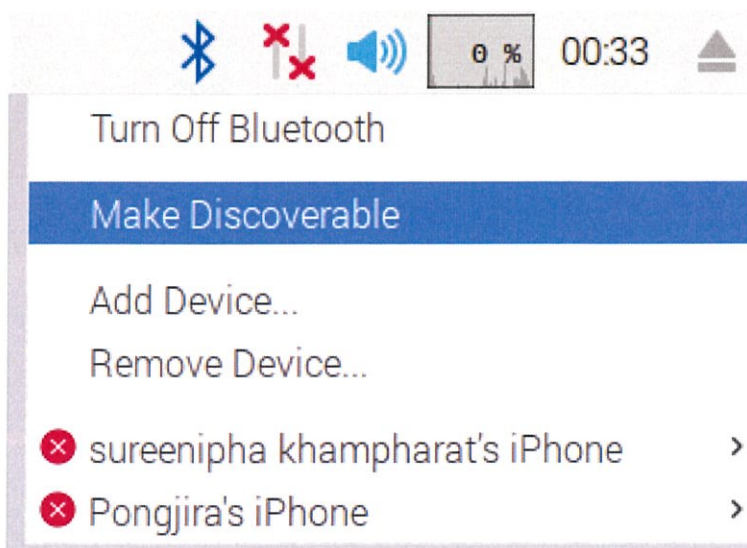 0 % 00:33
Turn Off Bluetooth
Make Discoverable
Add Device...
Remove Device...
sureenipha khampharat's iPhone
Pongjira's iPhone